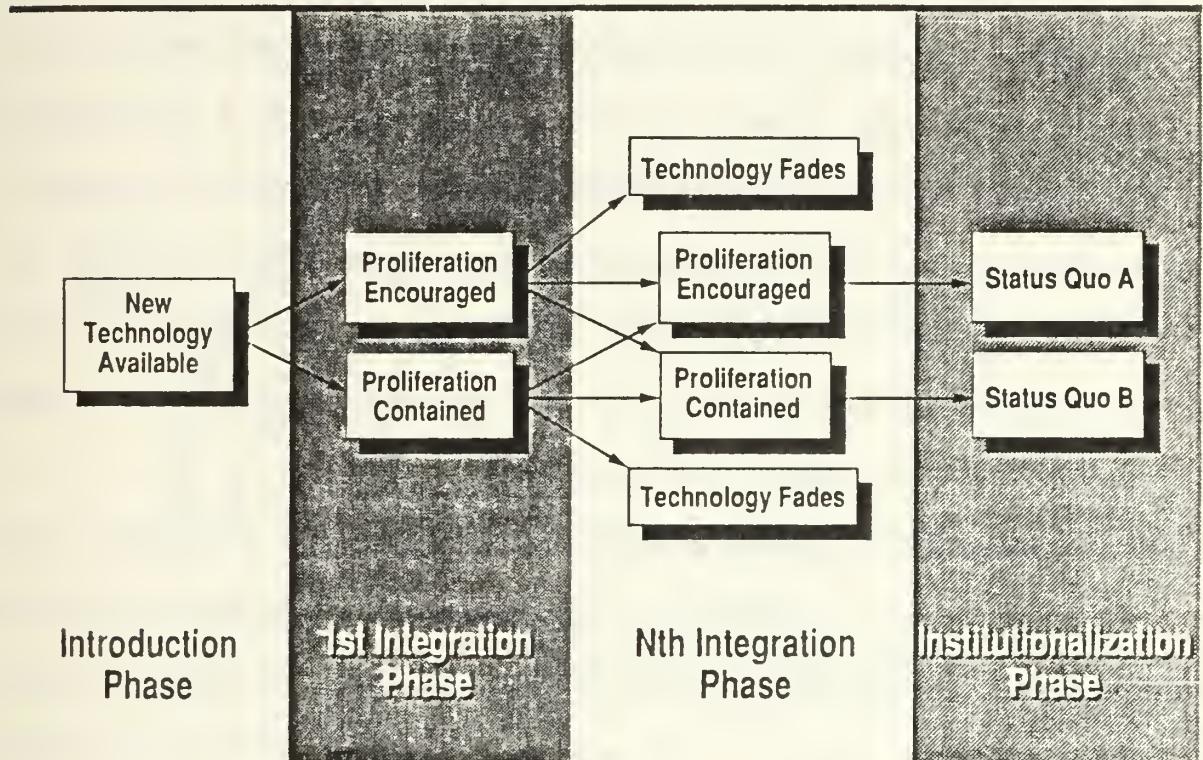 New
Technology
Available
Proliferation
Encouraged
Proliferation
Contained
Technology Fades
Proliferation
Encouraged
Proliferation
Contained
Technology Fades
Status Quo A
Status Quo B
Introduction
Phase
1st Integration
Phase
Nth Integration
Phase
Institutionalization
Phase